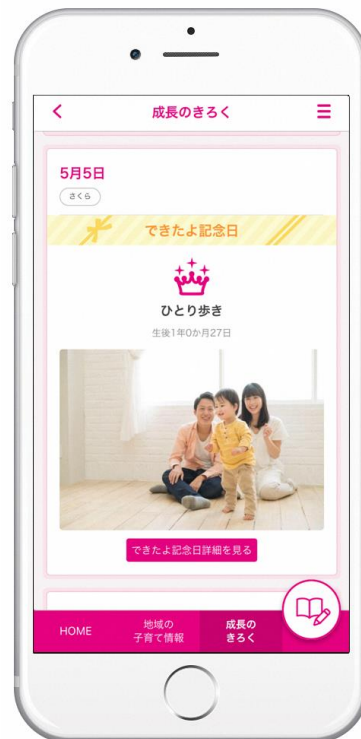 成長のきろく
5月5日
さくら
できたよ記念日
ひとり歩き
生後1年0か月27日
できたよ記念日詳細を見る
HOME
地域の
子育て情報
成長の
きろく